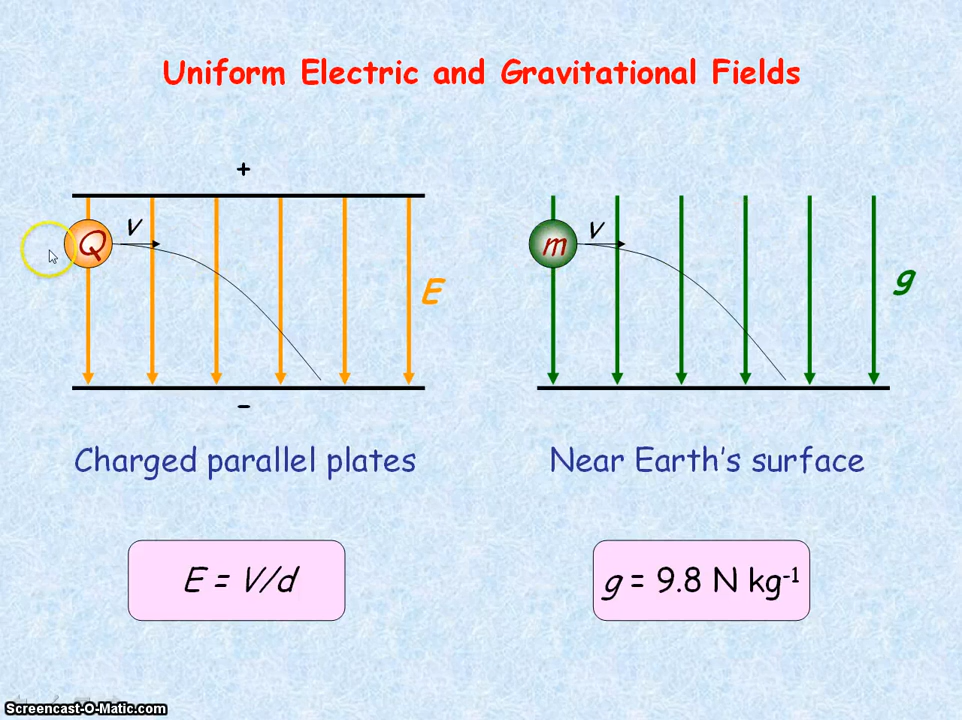 Uniform Electric and Gravitational Fields
+
v
Q
E
–
Charged parallel plates
E = V/d
v
m
g
Near Earth's surface
g = 9.8 N kg⁻¹
Screencast-O-Matic.com